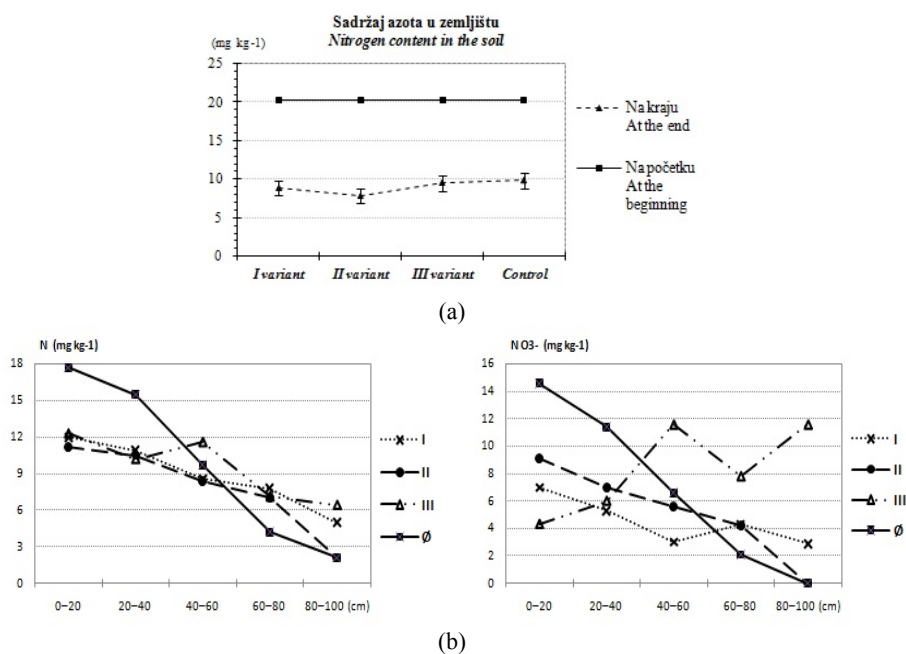 Sadržaj azota u zemljištu
Nitrogen content in the soil
(mg kg-1)
25
20
15
10
5
0
I variant II variant III variant Control
Na kraju
At the end
Na početku
At the
beginning
(a)
N (mg kg-1)
18
15
12
9
6
3
0
0–20 20–40 40–60 60–80 80–100 (cm)
I
II
III
Ø
NO3- (mg kg-1)
16
14
12
10
8
6
4
2
0
0–20 20–40 40–60 60–80 80–100 (cm)
I
II
III
Ø
(b)